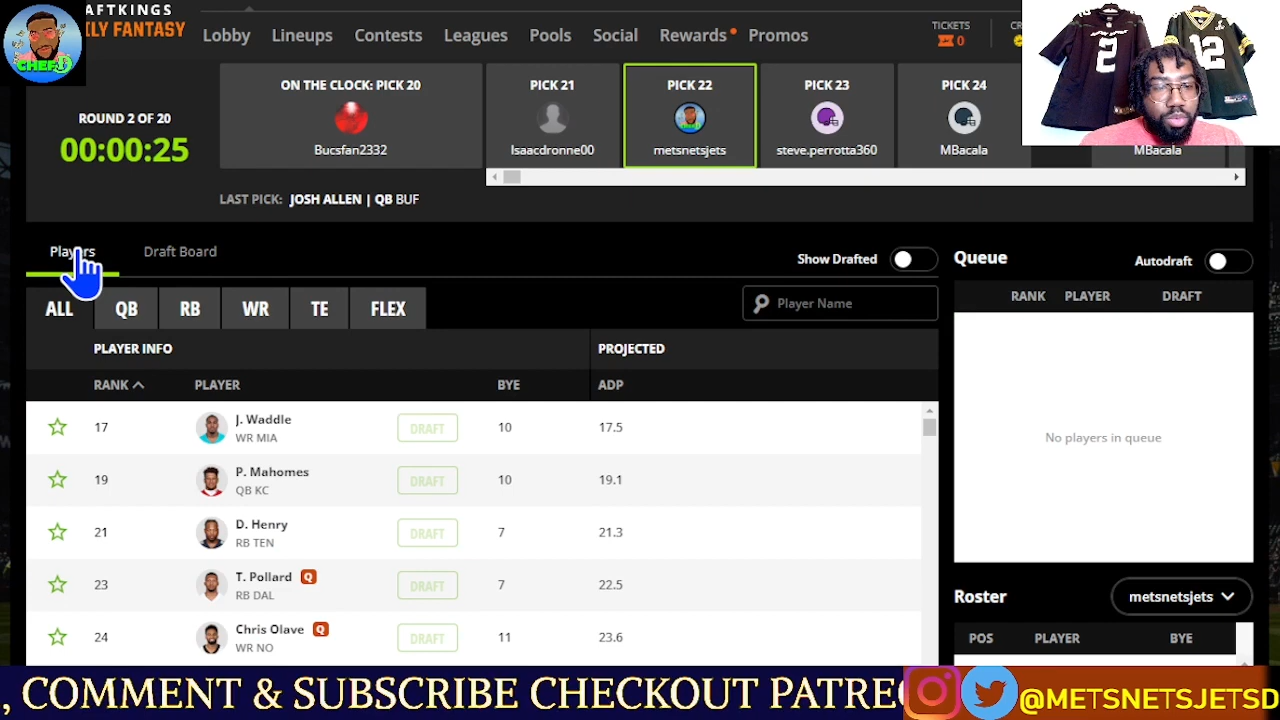 AFTKINGS
LY FANTASY
CHEF
Lobby Lineups Contests Leagues Pools Social Rewards Promos
TICKETS
0
2
12
ROUND 2 OF 20
00:00:25
ON THE CLOCK: PICK 20
Bucsfan2332
PICK 21
Isaacdronne00
PICK 22
metsnetsjets
PICK 23
steve.perrotta360
PICK 24
MBacala
MBacala
LAST PICK: JOSH ALLEN | QB BUF
Players Draft Board
Show Drafted
ALL QB RB WR TE FLEX
Player Name
PLAYER INFO PROJECTED
RANK PLAYER BYE ADP
17 J. Waddle WR MIA DRAFT 10 17.5
19 P. Mahomes QB KC DRAFT 10 19.1
21 D. Henry RB TEN DRAFT 7 21.3
23 T. Pollard Q RB DAL DRAFT 7 22.5
24 Chris Olave Q WR NO DRAFT 11 23.6
Queue Autodraft
RANK PLAYER DRAFT
No players in queue
Roster metsnetsjets
POS PLAYER BYE
, COMMENT & SUBSCRIBE CHECKOUT PATRE
@METSNETSJETSD